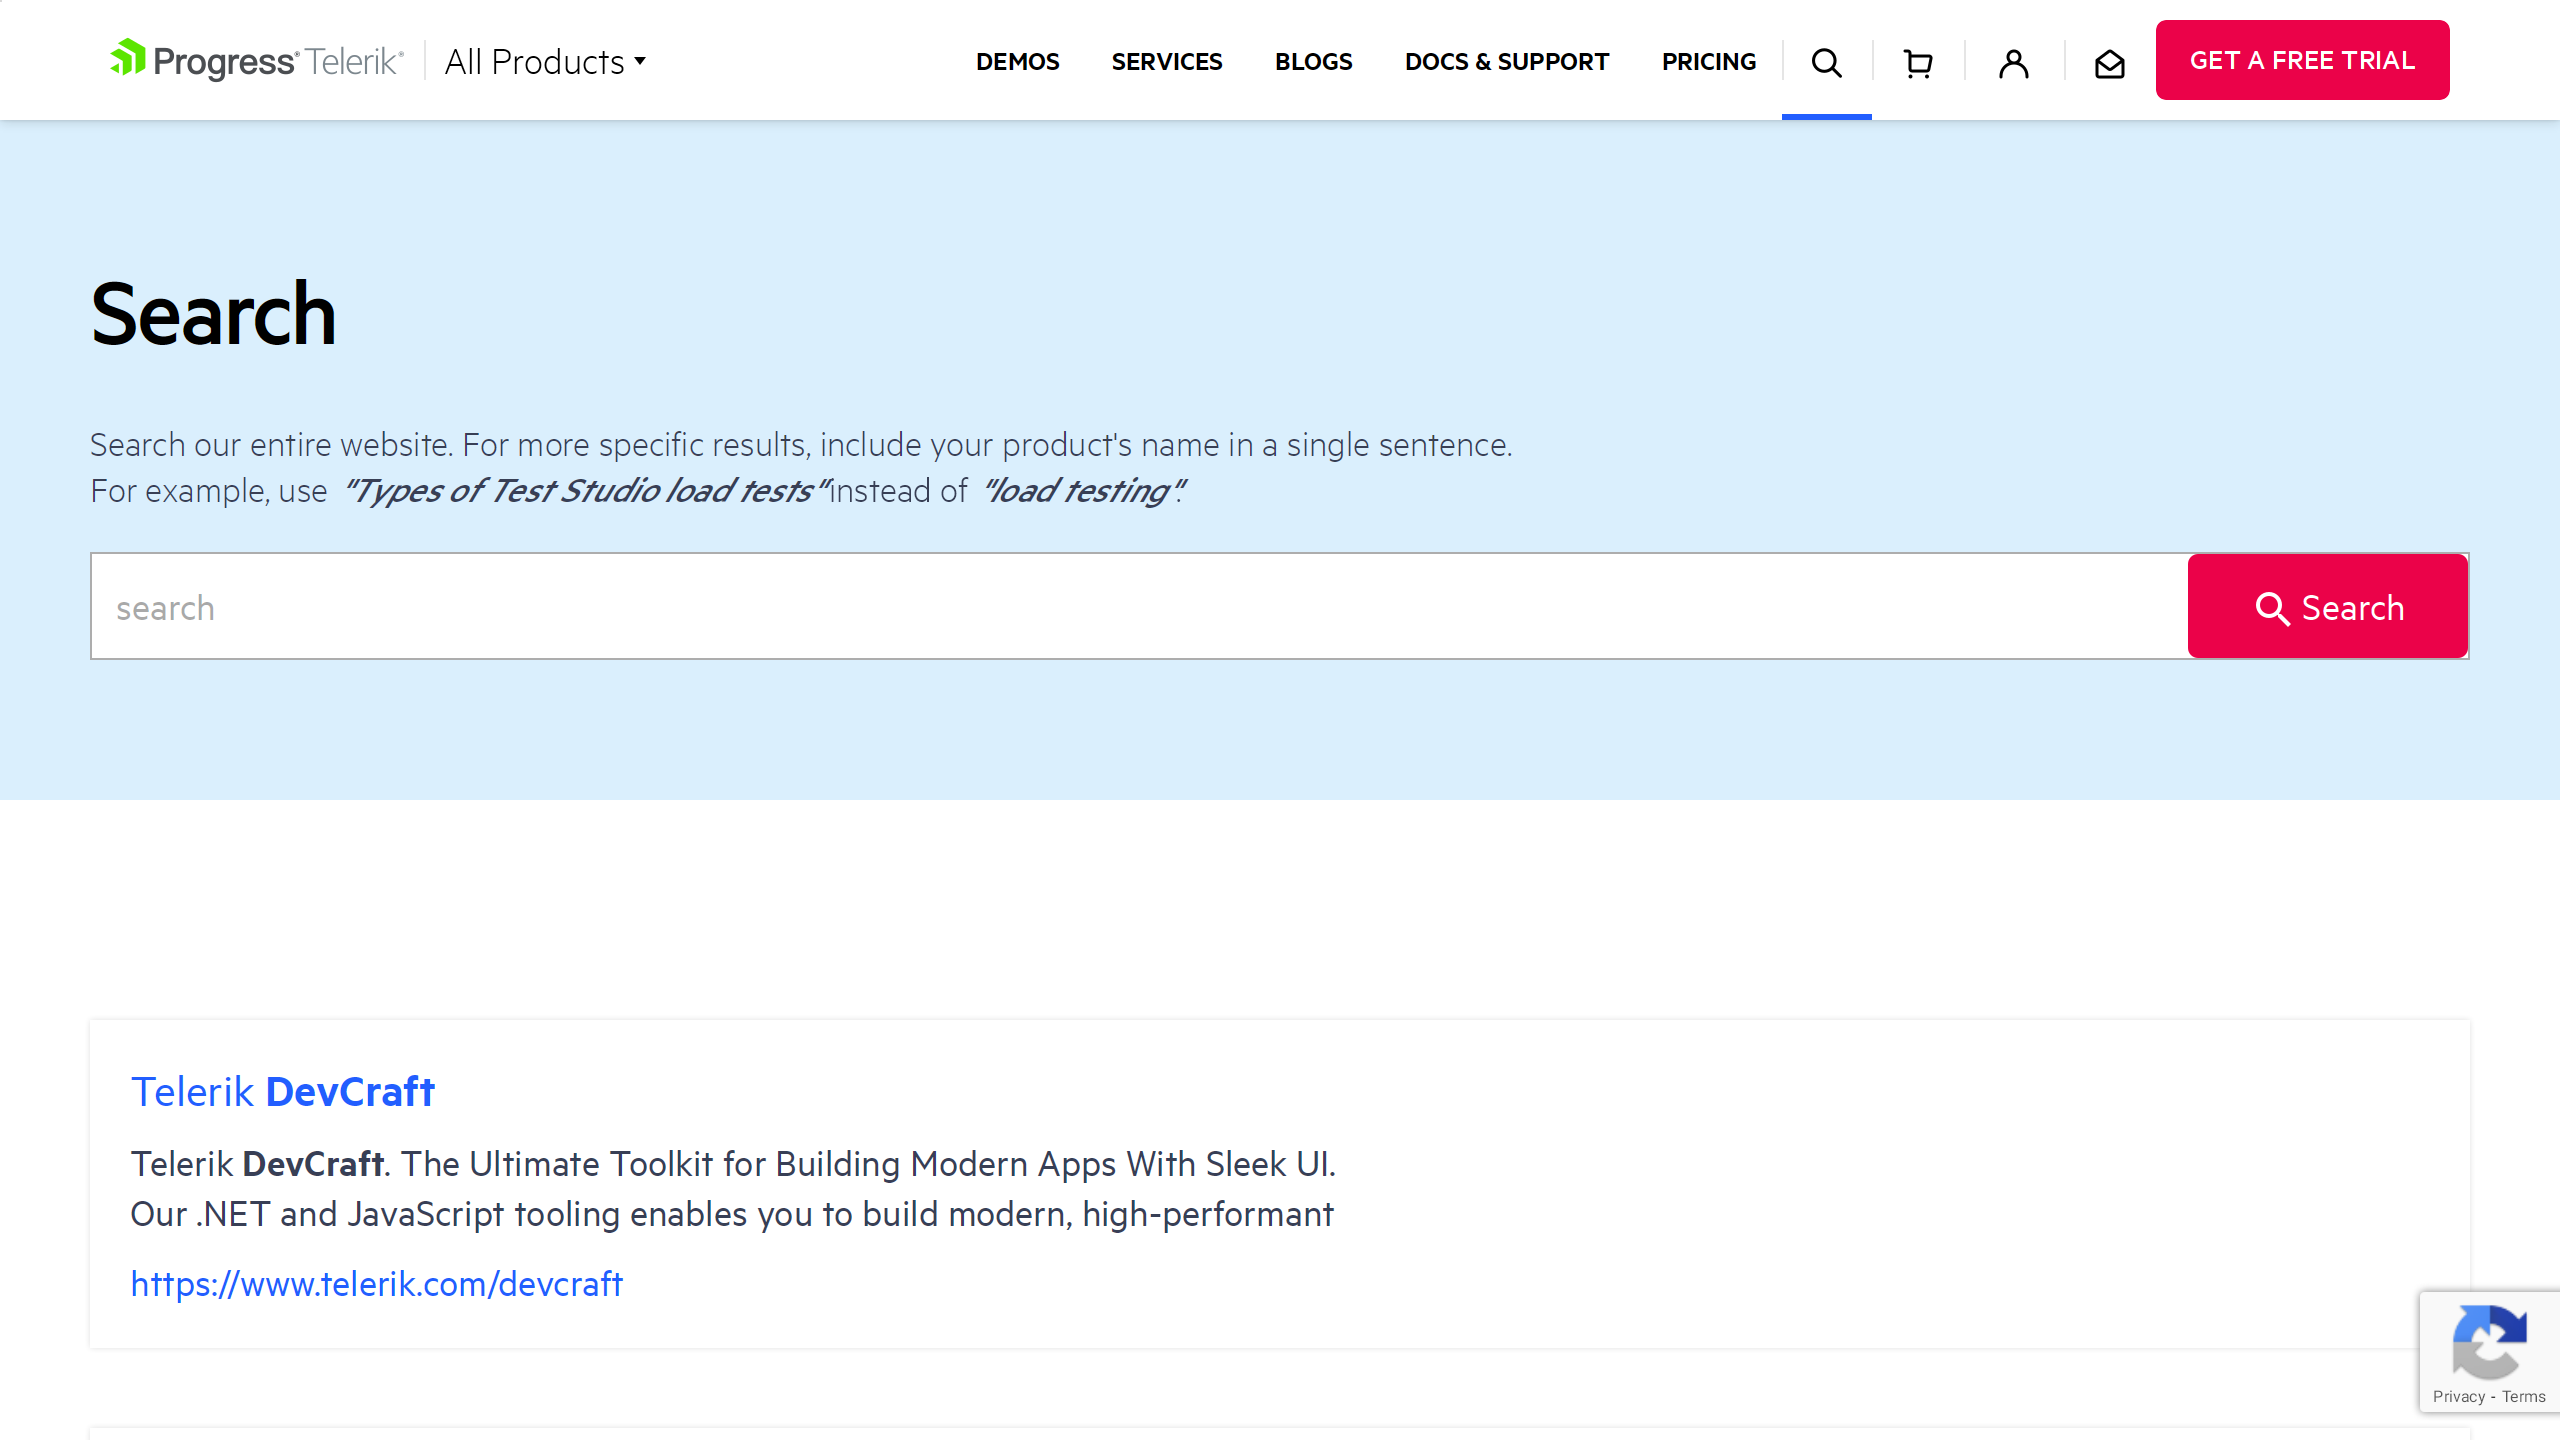 Progress® Telerik® All Products DEMOS SERVICES BLOGS DOCS & SUPPORT PRICING GET A FREE TRIAL
Search
Search our entire website. For more specific results, include your product's name in a single sentence.
For example, use "Types of Test Studio load tests" instead of "load testing".
search Search
Telerik DevCraft
Telerik DevCraft. The Ultimate Toolkit for Building Modern Apps With Sleek UI.
Our .NET and JavaScript tooling enables you to build modern, high-performant
https://www.telerik.com/devcraft
Privacy - Terms